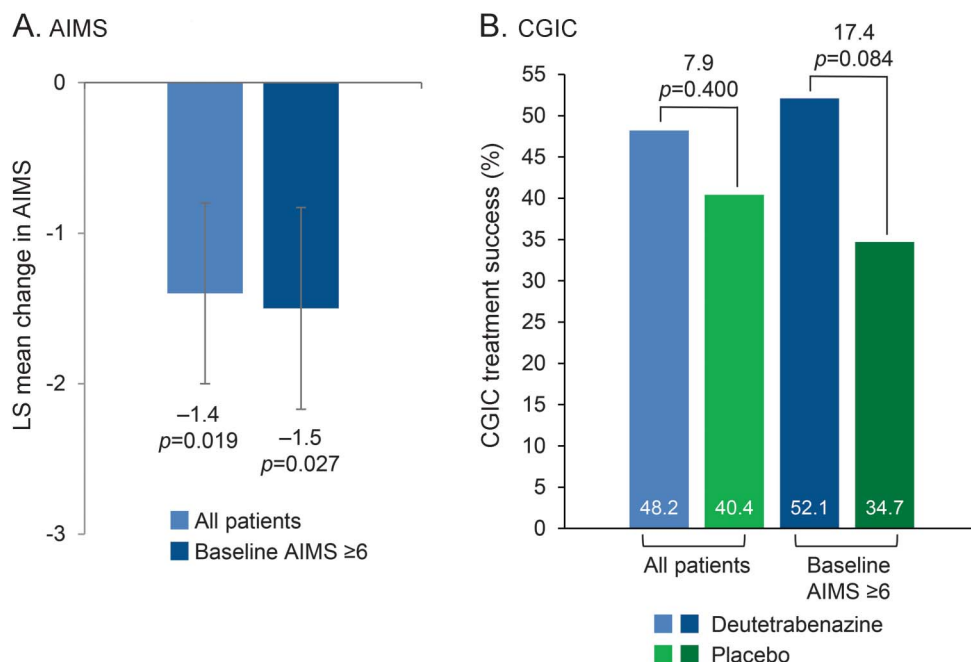 A. AIMS
LS mean change in AIMS
0
-1
-2
-3
–1.4
p=0.019
–1.5
p=0.027
All patients
Baseline AIMS ≥6
B. CGIC
CGIC treatment success (%)
55
50
45
40
35
30
25
20
15
10
5
0
7.9
p=0.400
17.4
p=0.084
48.2
40.4
52.1
34.7
All patients
Baseline
AIMS ≥6
Deutetrabenazine
Placebo